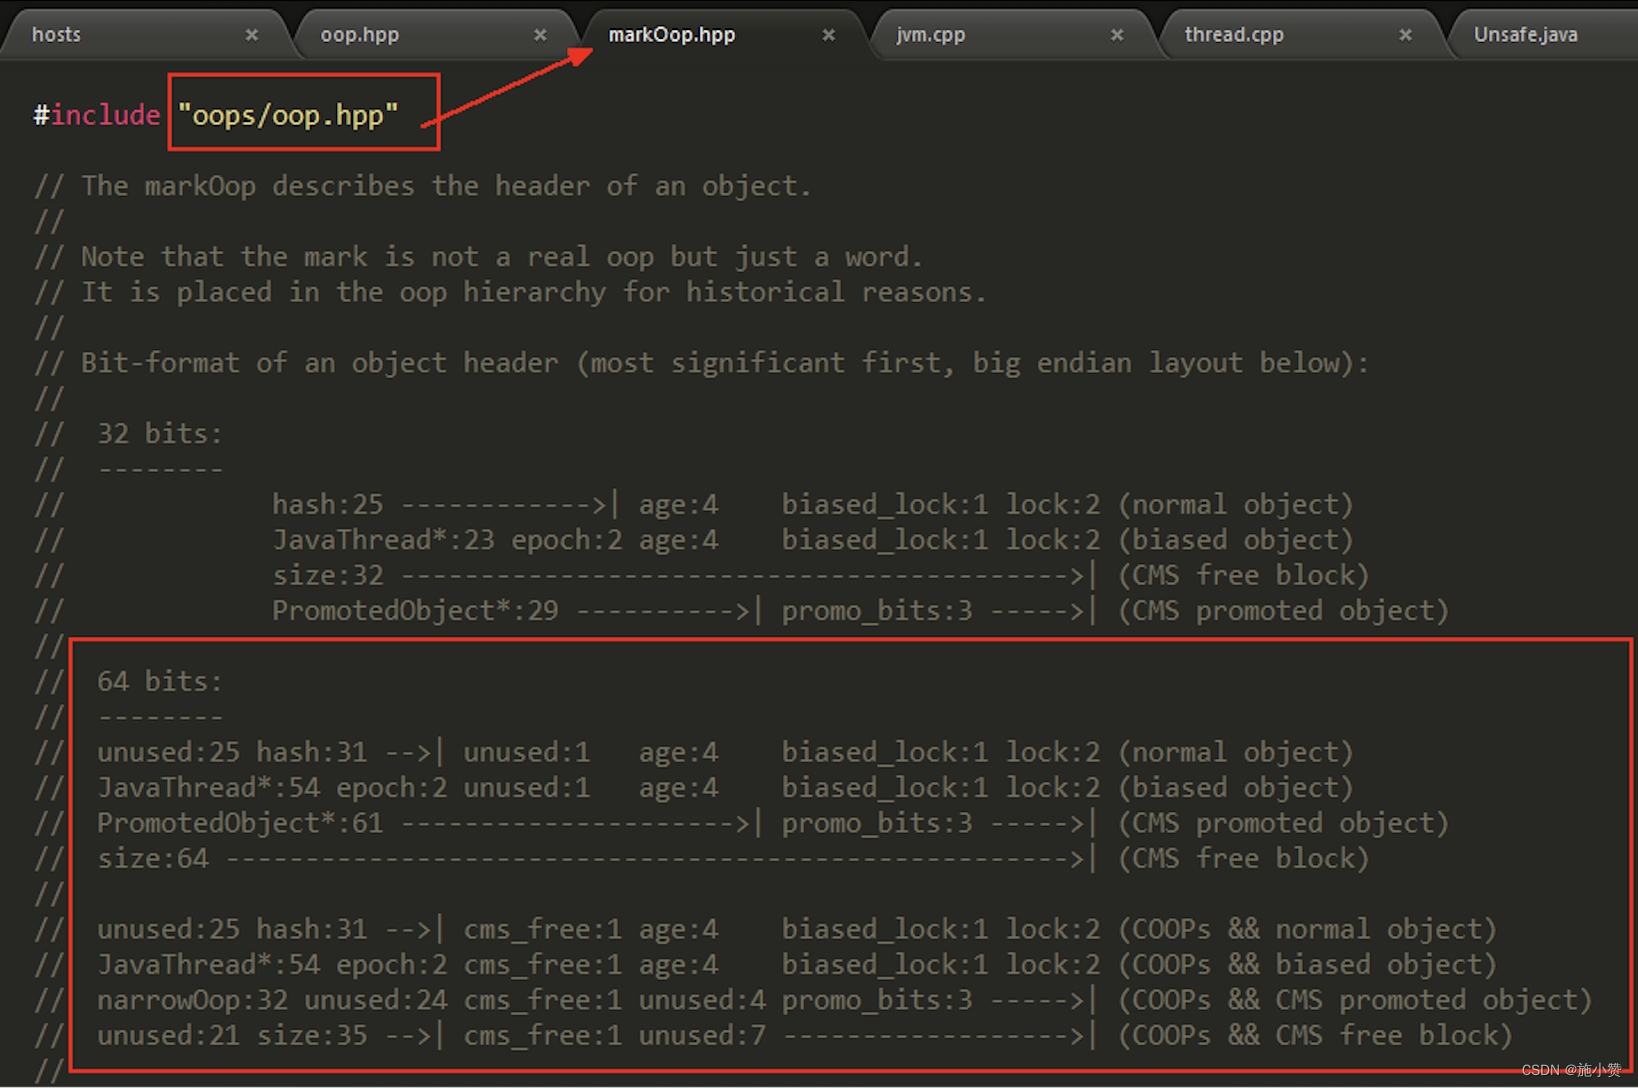 hosts × oop.hpp × markOop.hpp × jvm.cpp × thread.cpp × Unsafe.java
#include "oops/oop.hpp"
// The markOop describes the header of an object.
//
// Note that the mark is not a real oop but just a word.
// It is placed in the oop hierarchy for historical reasons.
//
// Bit-format of an object header (most significant first, big endian layout below):
//
//  32 bits:
//  --------
//             hash:25 ------------>| age:4    biased_lock:1 lock:2 (normal object)
//             JavaThread*:23 epoch:2 age:4    biased_lock:1 lock:2 (biased object)
//             size:32 ------------------------------------------>| (CMS free block)
//             PromotedObject*:29 ---------->| promo_bits:3 ----->| (CMS promoted object)
//
//  64 bits:
//  --------
//  unused:25 hash:31 -->| unused:1   age:4    biased_lock:1 lock:2 (normal object)
//  JavaThread*:54 epoch:2 unused:1   age:4    biased_lock:1 lock:2 (biased object)
//  PromotedObject*:61 --------------------->| promo_bits:3 ----->| (CMS promoted object)
//  size:64 ----------------------------------------------------->| (CMS free block)
//
//  unused:25 hash:31 -->| cms_free:1 age:4    biased_lock:1 lock:2 (COOPs && normal object)
//  JavaThread*:54 epoch:2 cms_free:1 age:4    biased_lock:1 lock:2 (COOPs && biased object)
//  narrowOop:32 unused:24 cms_free:1 unused:4 promo_bits:3 ----->| (COOPs && CMS promoted object)
//  unused:21 size:35 -->| cms_free:1 unused:7 ------------------>| (COOPs && CMS free block)
//
CSDN @施小赞